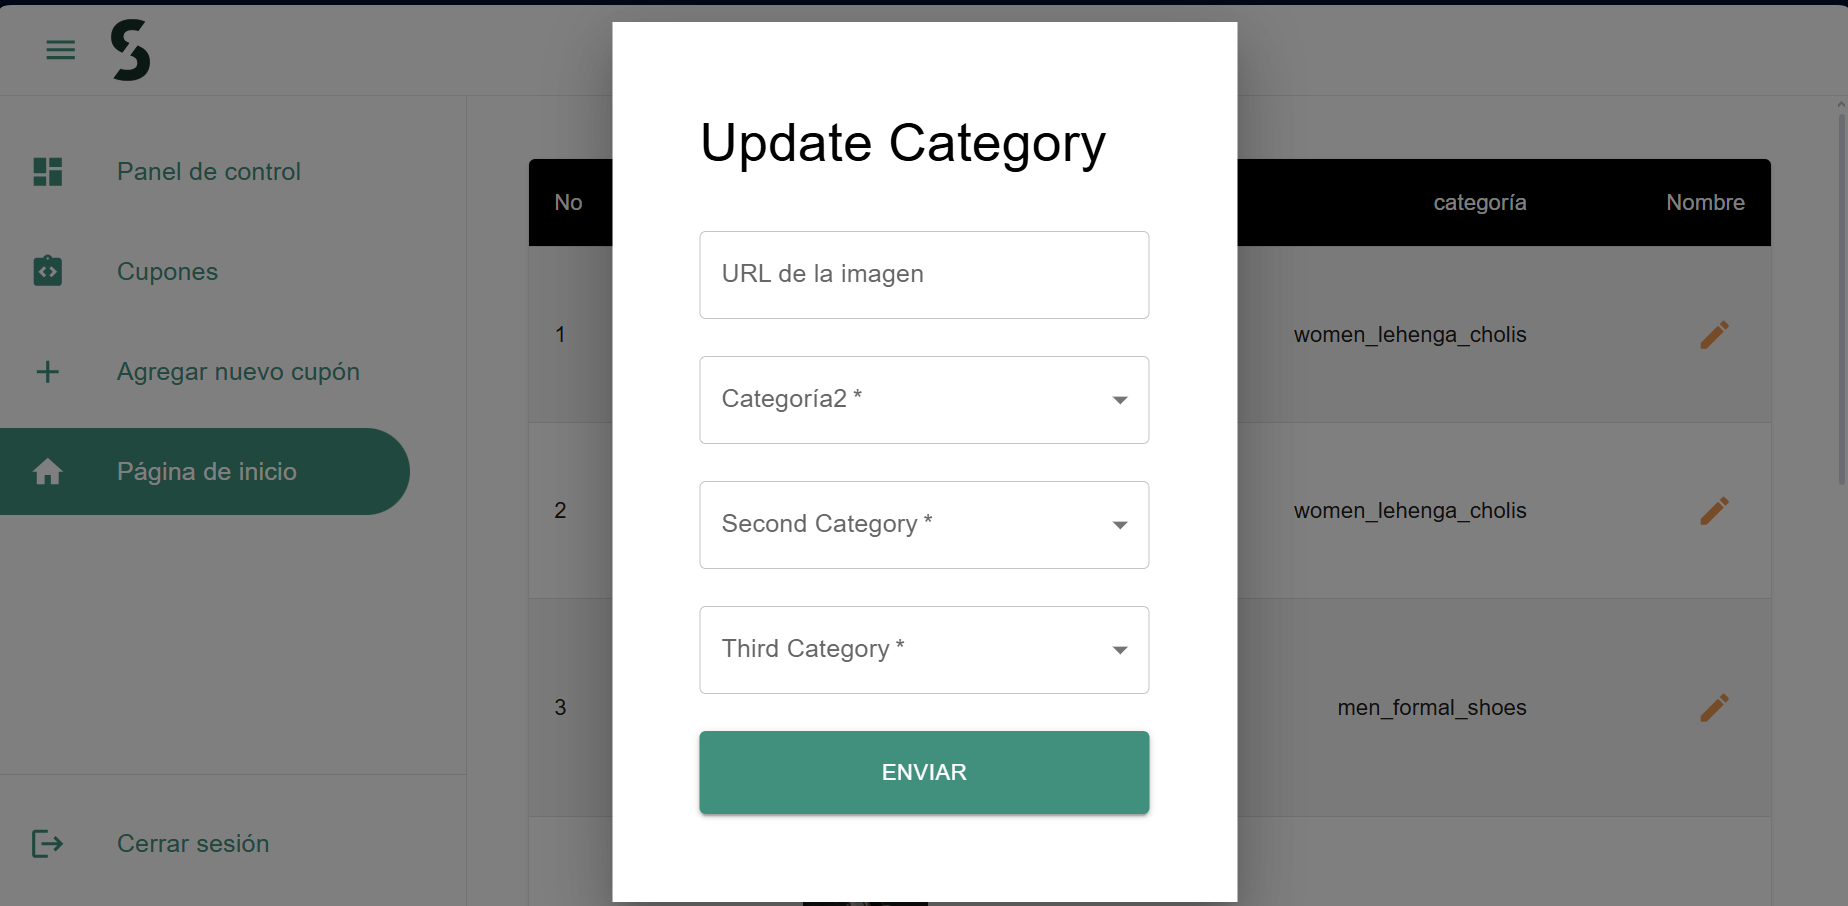 Panel de control
Cupones
Agregar nuevo cupón
Página de inicio
Cerrar sesión
No
categoría
Nombre
1
women_lehenga_cholis
2
women_lehenga_cholis
3
men_formal_shoes
Update Category
URL de la imagen
Categoría2 *
Second Category *
Third Category *
ENVIAR